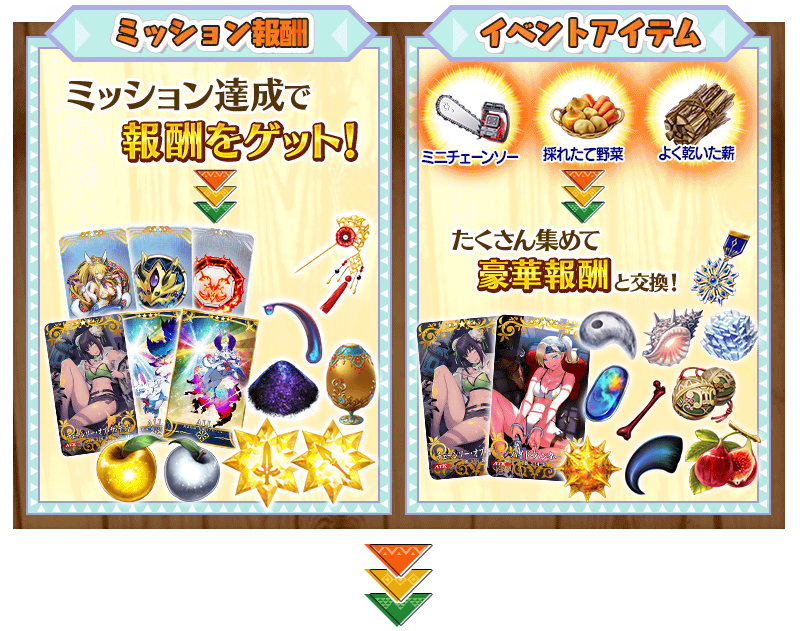 ミッション報酬
ミッション達成で
報酬をゲット!
ATK
イベントアイテム
ミニチェーンソー
採れたて野菜
よく乾いた薪
たくさん集めて
豪華報酬と交換!
ATK
ATK